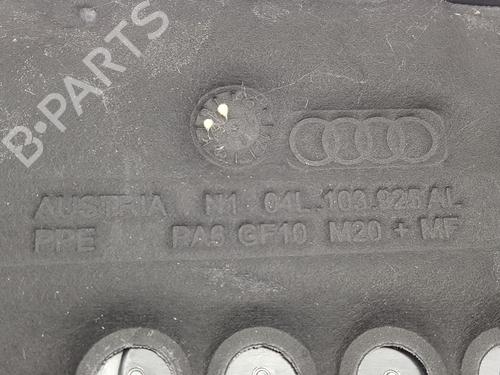 B-PARTS
AUSTRIA N1 04L.103.925 AL
PPE PA6 GF10 M20 + MF